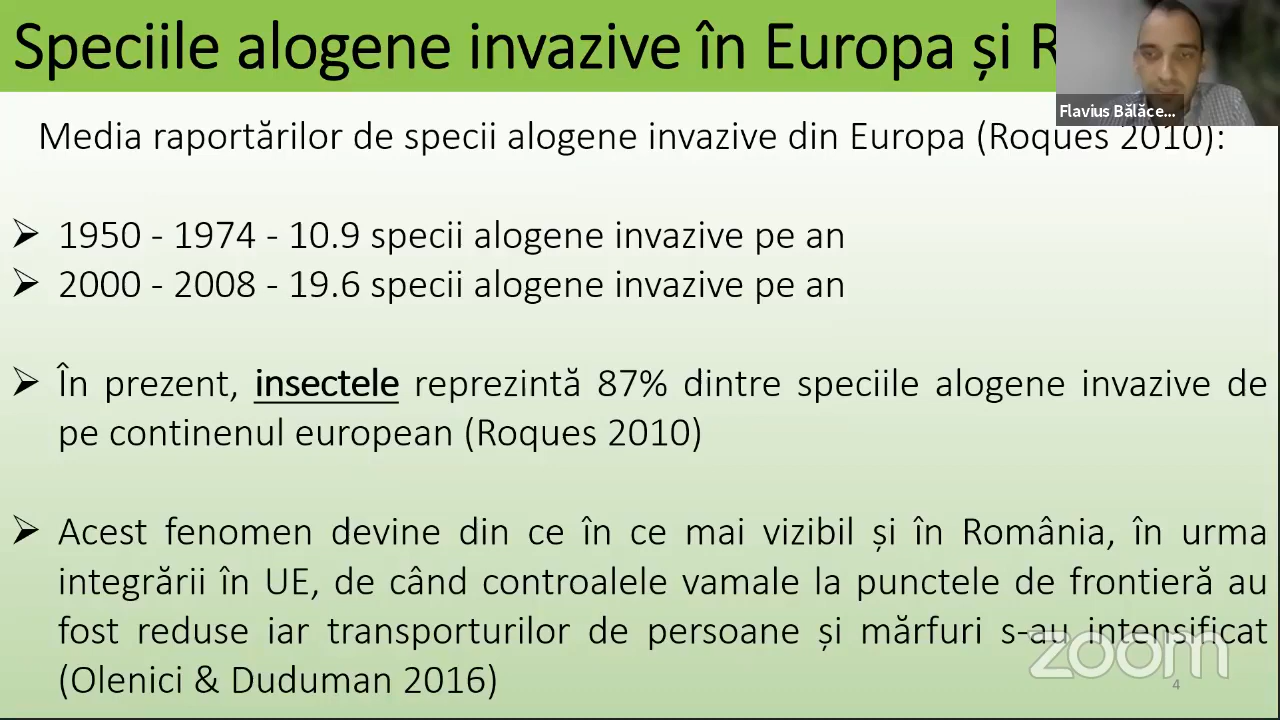 Speciile alogene invazive în Europa și R
Flavius Bălăce...
Media raportărilor de specii alogene invazive din Europa (Roques 2010):
➢ 1950 - 1974 - 10.9 specii alogene invazive pe an
➢ 2000 - 2008 - 19.6 specii alogene invazive pe an
➢ În prezent, insectele reprezintă 87% dintre speciile alogene invazive de
pe continenul european (Roques 2010)
➢ Acest fenomen devine din ce în ce mai vizibil și în România, în urma
integrării în UE, de când controalele vamale la punctele de frontieră au
fost reduse iar transporturilor de persoane și mărfuri s-au intensificat
(Olenici & Duduman 2016)
zoom
4